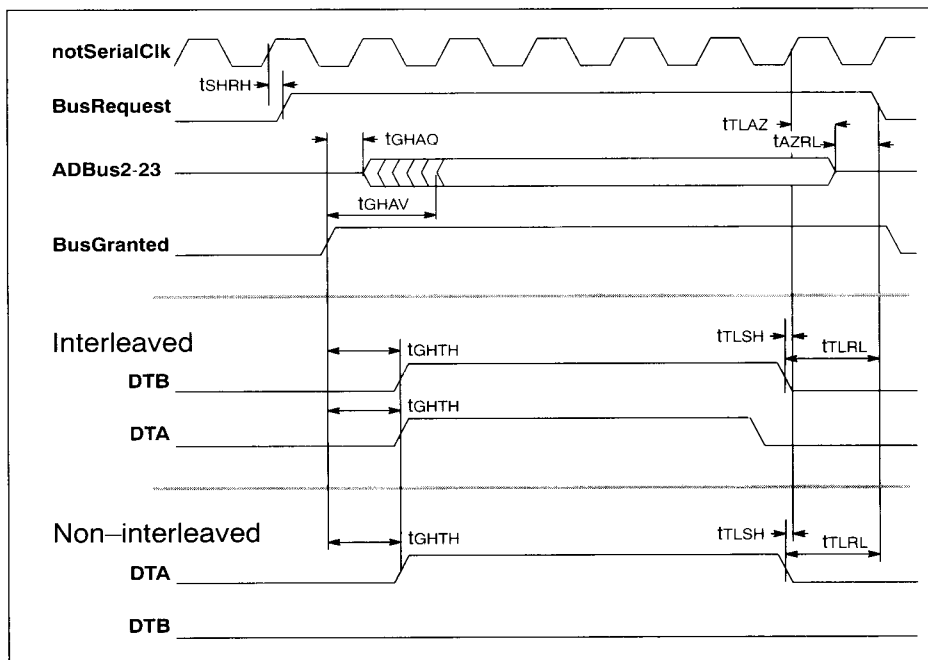 notSerialClk
tSHRH
BusRequest
tTLAZ
tGHAQ
tAZRL
ADBus2-23
tGHAV
BusGranted
Interleaved
tGHTH
tTLSH
tTLRL
DTB
tGHTH
DTA
Non–interleaved
tGHTH
tTLSH
tTLRL
DTA
DTB